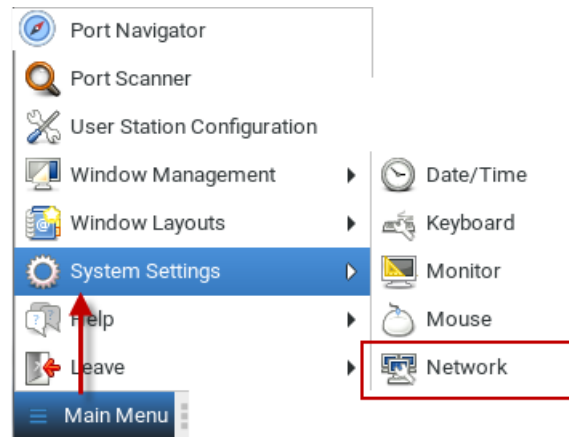 Port Navigator
Port Scanner
User Station Configuration
Window Management
Window Layouts
System Settings
Help
Leave
Main Menu
Date/Time
Keyboard
Monitor
Mouse
Network